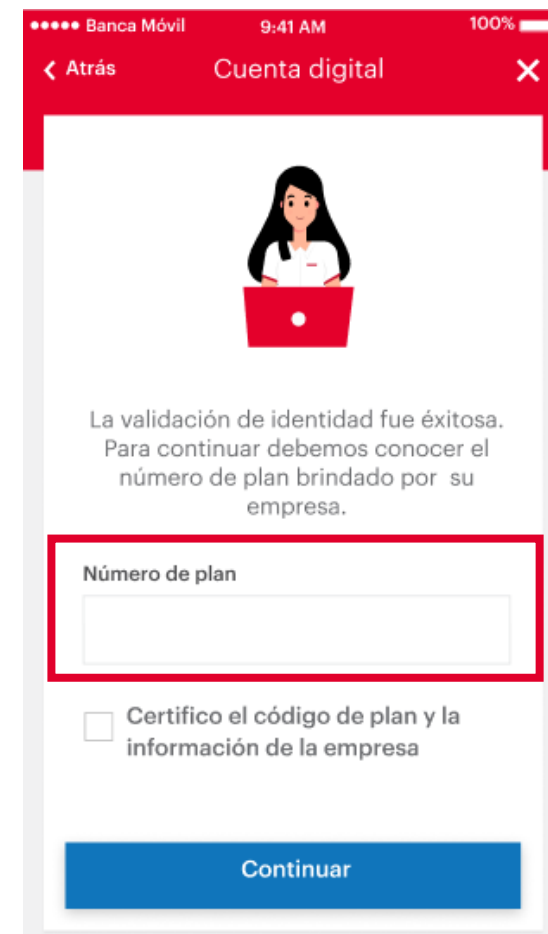 Banca Móvil 9:41 AM 100%
Atrás Cuenta digital
La validación de identidad fue éxitosa.
Para continuar debemos conocer el
número de plan brindado por su
empresa.
Número de plan
Certifico el código de plan y la
información de la empresa
Continuar